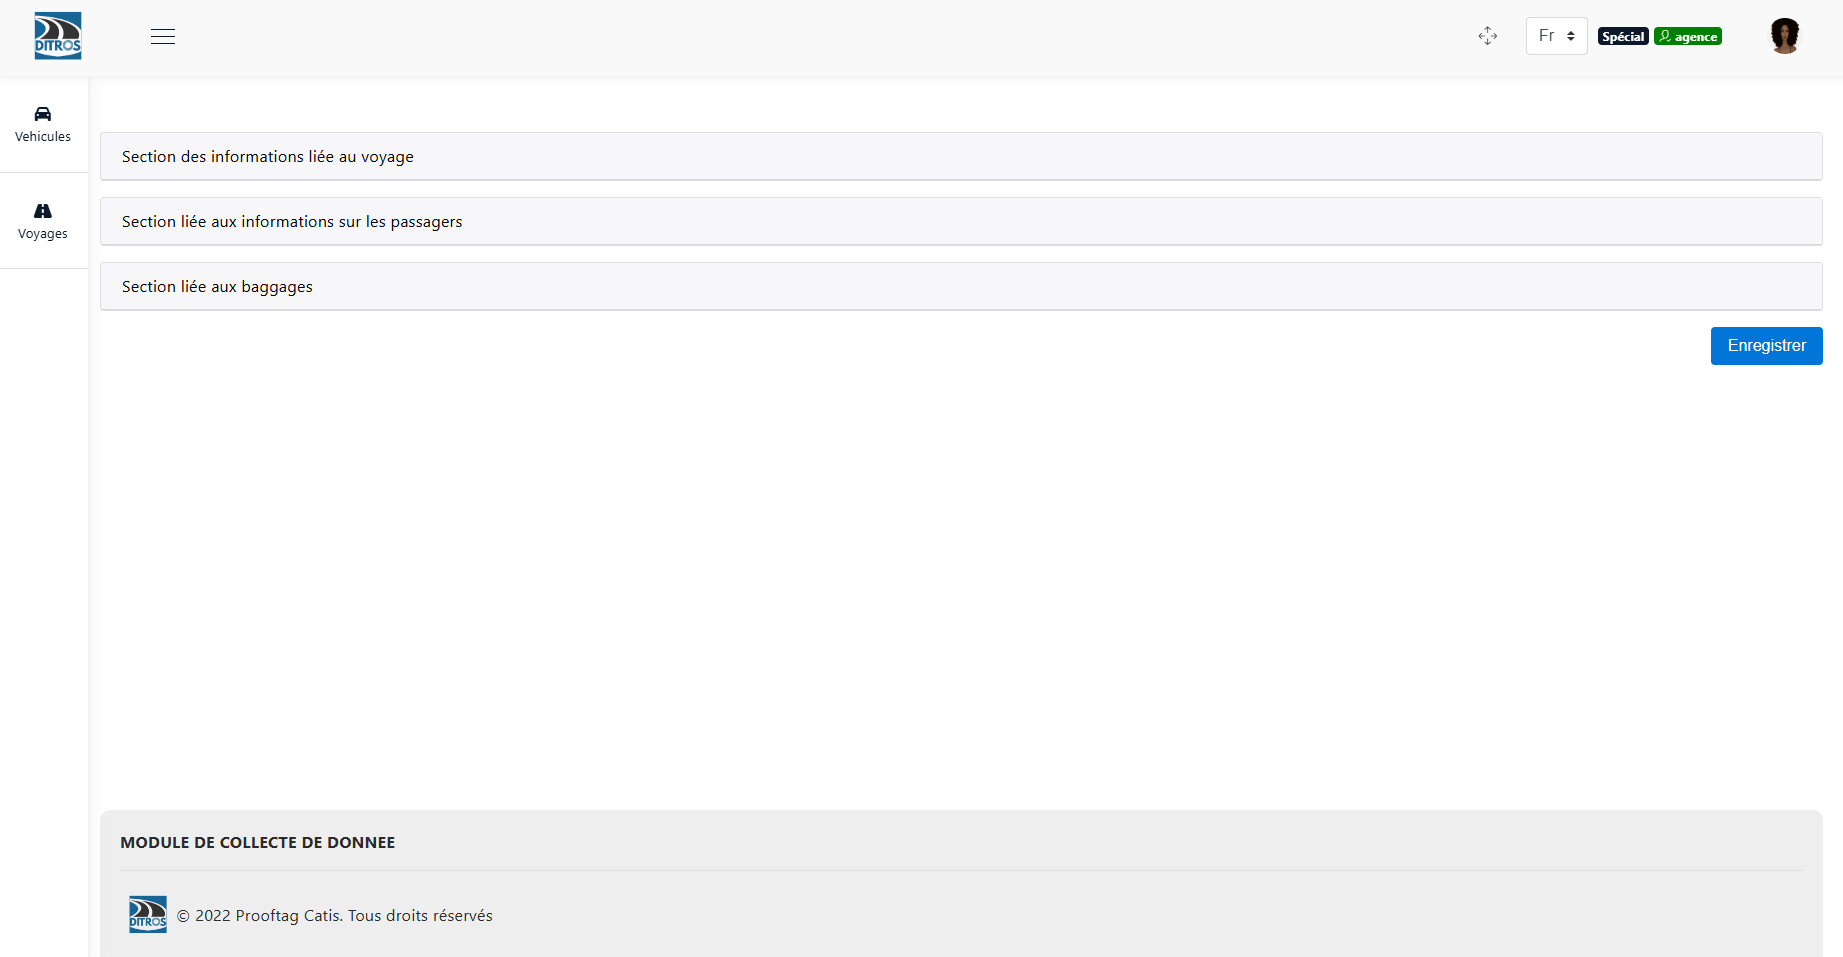 DITROS
Fr
Spécial
agence
Vehicules
Voyages
Section des informations liée au voyage
Section liée aux informations sur les passagers
Section liée aux baggages
Enregistrer
MODULE DE COLLECTE DE DONNEE
DITROS
© 2022 Prooftag Catis. Tous droits réservés